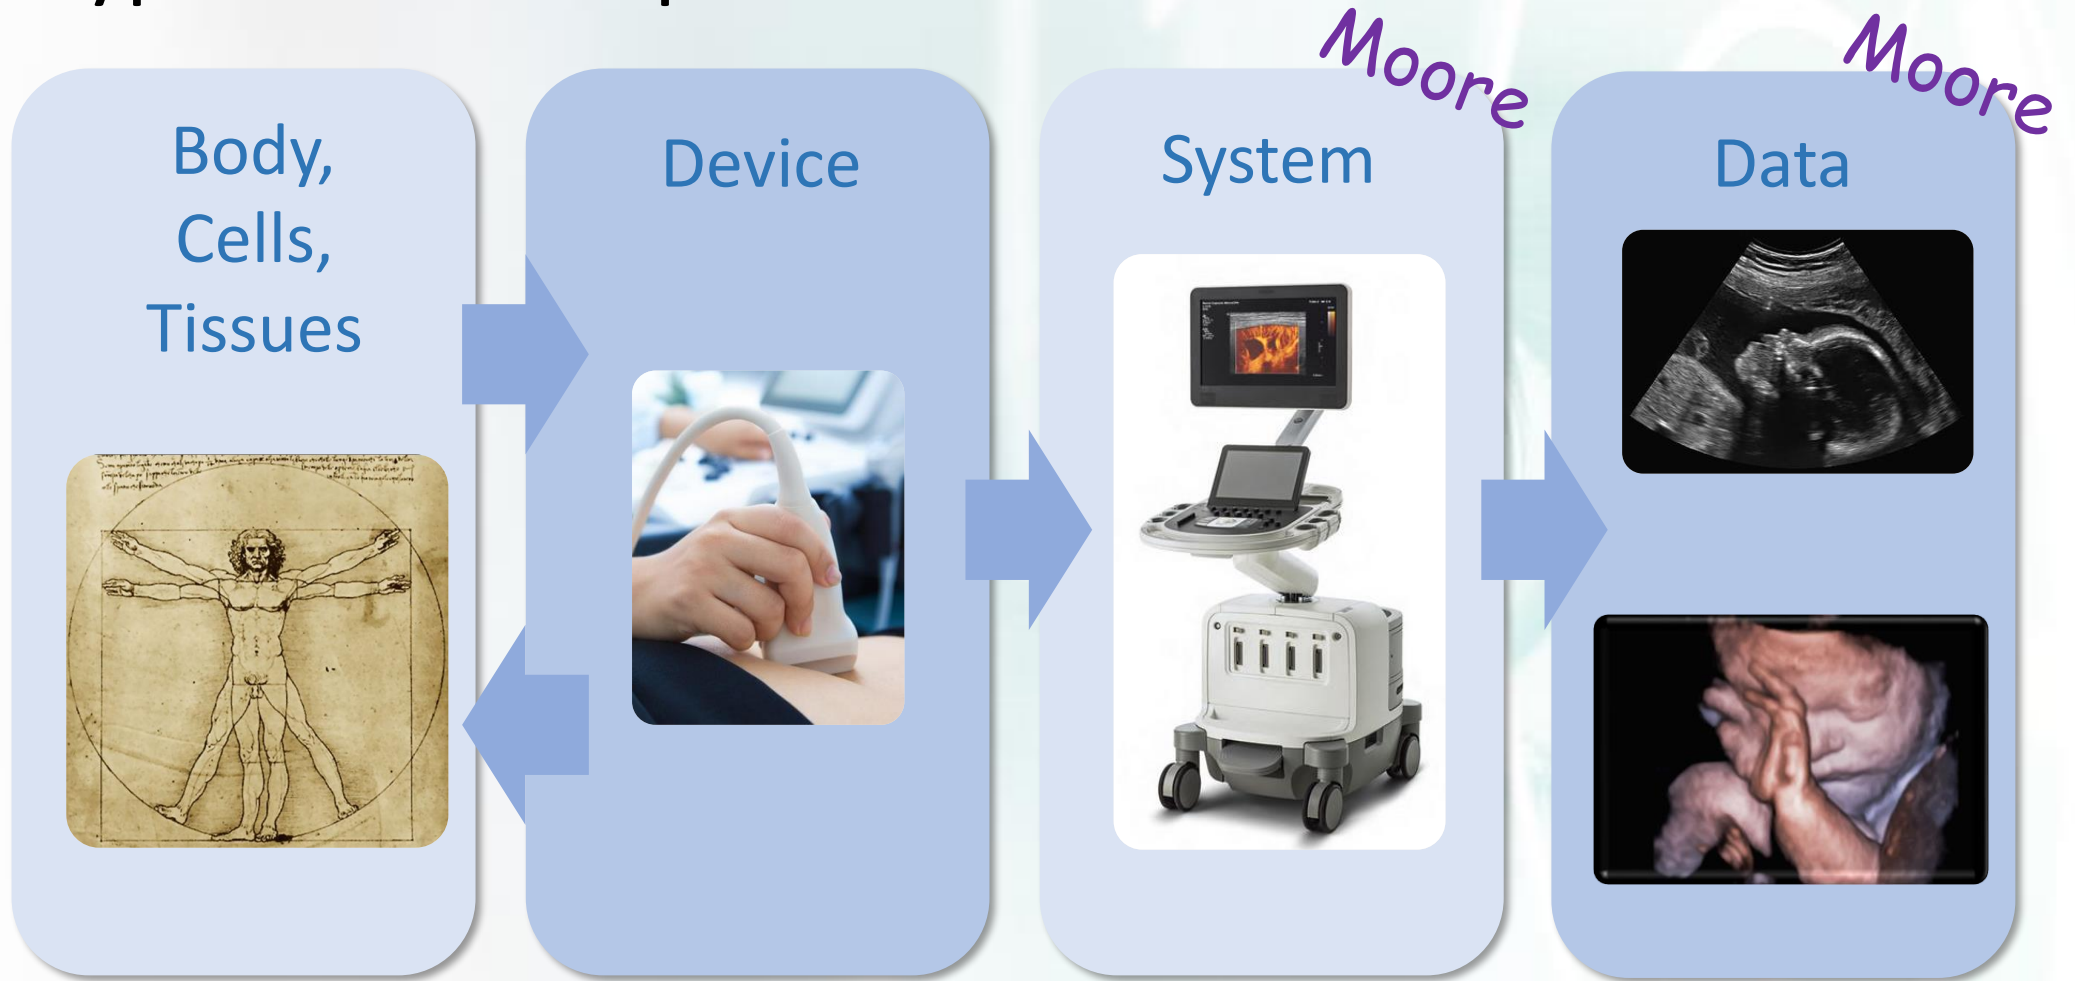 Moore
Moore
Body,
Cells,
Tissues
Device
System
Data